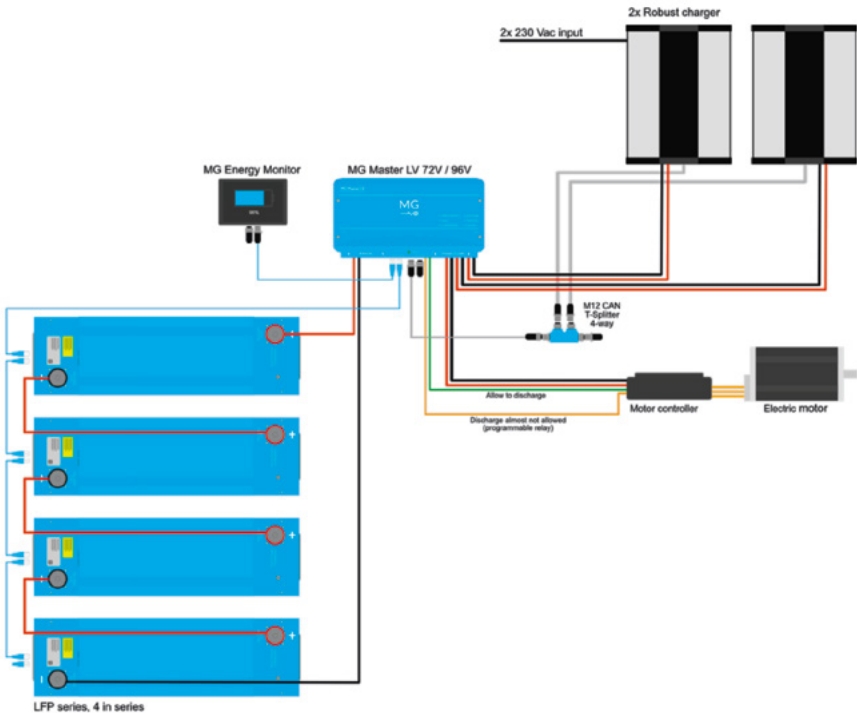 2x Robust charger
2x 230 Vac input
MG Energy Monitor
MG Master LV 72V / 96V
MG
M12 CAN
T-Splitter
4-way
Allow to discharge
Discharge almost not allowed
(programmable relay)
Motor controller
Electric motor
+
+
+
LFP series, 4 in series